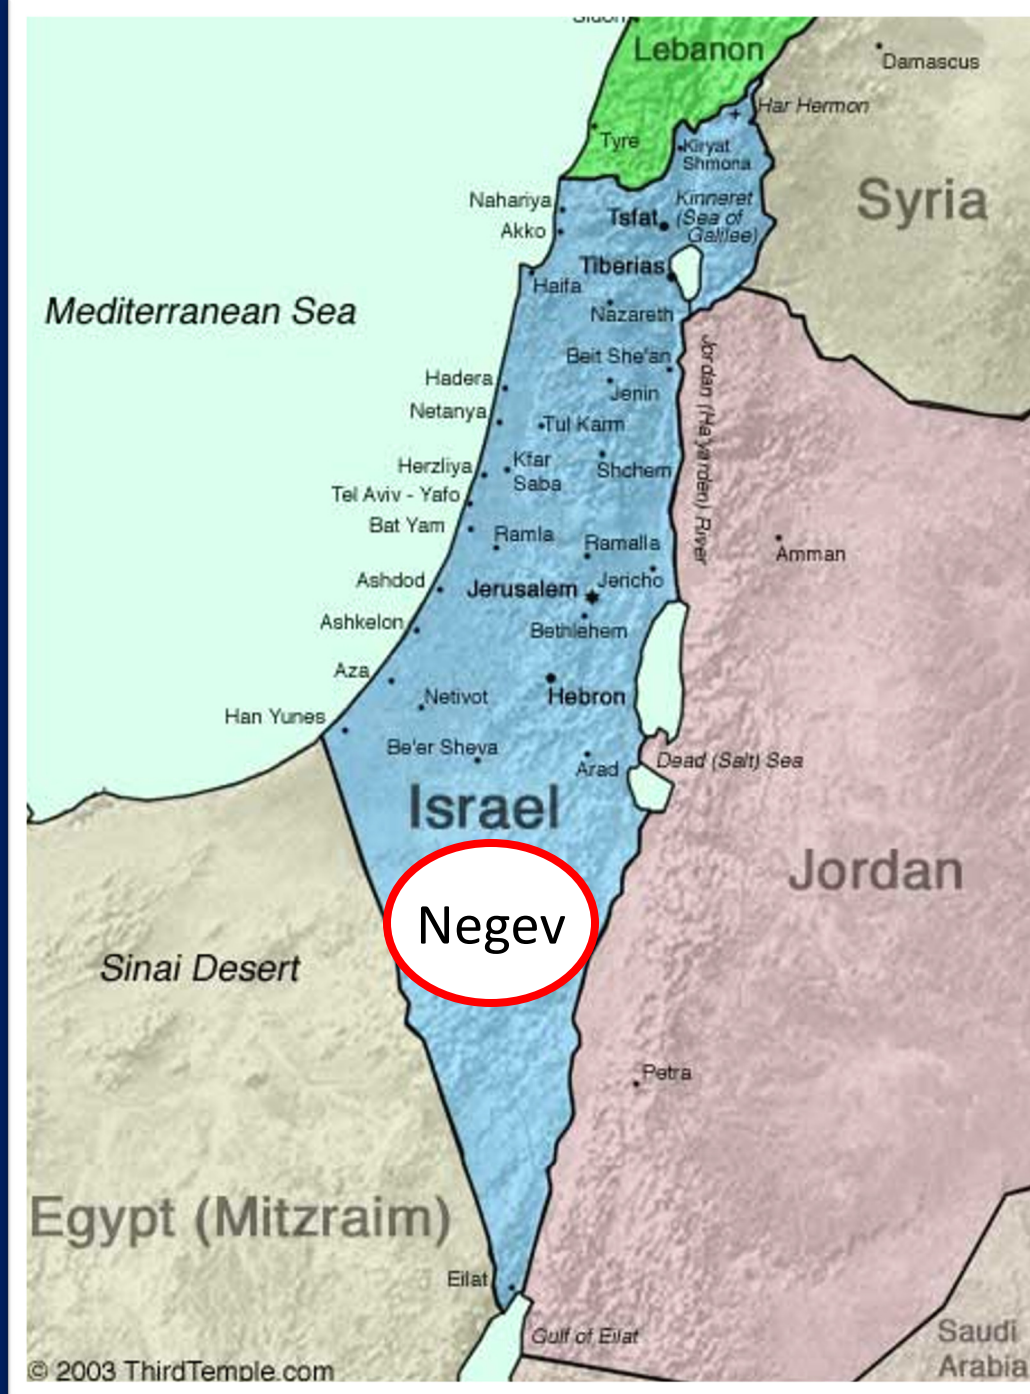 Sidon
Lebanon
Damascus
Har Hermon
Tyre
Kiryat
Shmona
Syria
Nahariya
Kinneret
Tsfat
(Sea of
Akko
Galilee)
Tiberias
Haifa
Mediterranean Sea
Nazareth
Jordan (Ha'yarden) River
Beit She'an
Hadera
Jenin
Netanya
Tul Karm
Herzliya
Kfar
Saba
Shchem
Tel Aviv - Yafo
Bat Yam
Ramla
Ramalla
Amman
Ashdod
Jericho
Jerusalem
Ashkelon
Bethlehem
Aza
Netivot
Hebron
Han Yunes
Be'er Sheva
Arad
Dead (Salt) Sea
Israel
Jordan
Negev
Sinai Desert
Petra
Egypt (Mitzraim)
Eilat
Gulf of Eilat
Saudi
Arabia
© 2003 ThirdTemple.com